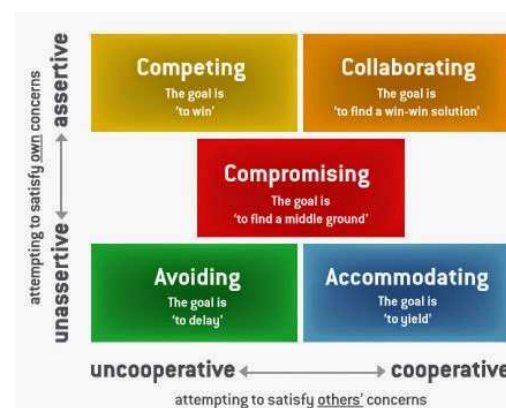 Competing
The goal is
'to win'
Collaborating
The goal is
'to find a win-win solution'
Compromising
The goal is
'to find a middle ground'
Avoiding
The goal is
'to delay'
Accommodating
The goal is
'to yield'
attempting to satisfy own concerns
unassertive
assertive
uncooperative
cooperative
attempting to satisfy others' concerns